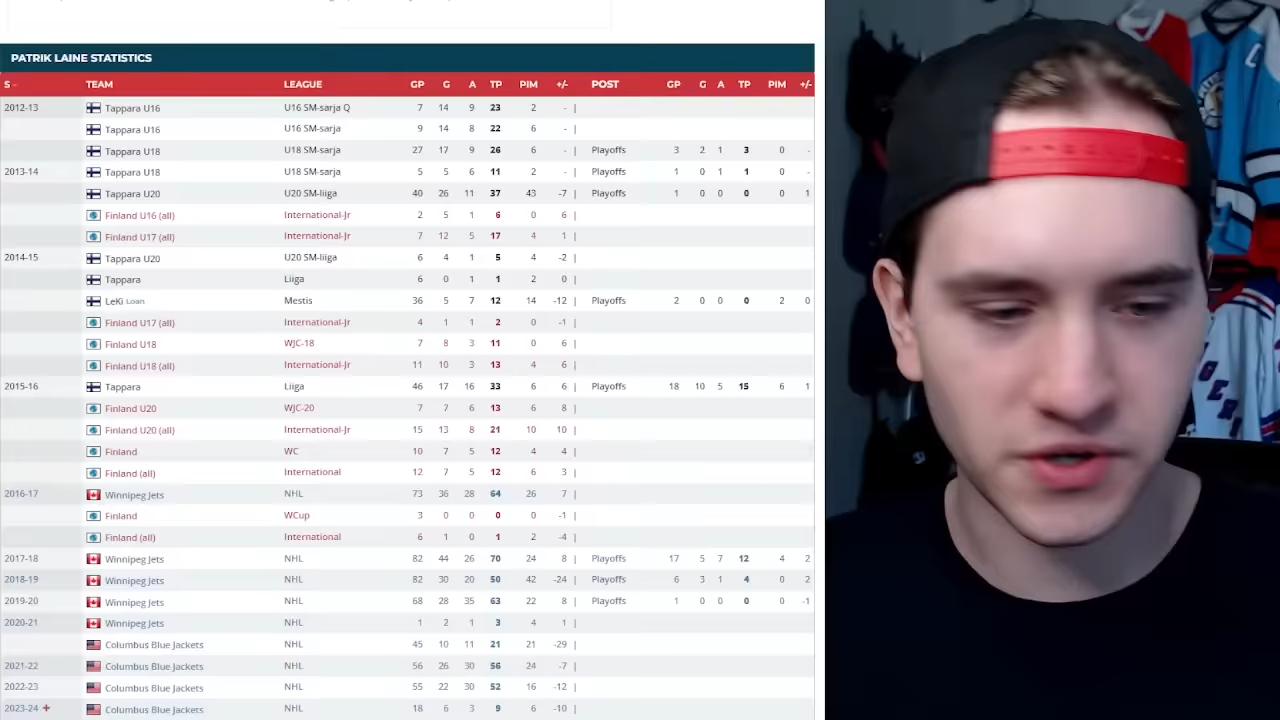 PATRIK LAINE STATISTICS
S TEAM LEAGUE GP G A TP PIM +/- POST GP G A TP PIM +/-
2012-13 Tappara U16 U16 SM-sarja Q 7 14 9 23 2 - |
Tappara U16 U16 SM-sarja 9 14 8 22 6 - |
Tappara U18 U18 SM-sarja 27 17 9 26 6 - | Playoffs 3 2 1 3 0 -
2013-14 Tappara U18 U18 SM-sarja 5 5 6 11 2 - | Playoffs 1 0 1 1 0 -
Tappara U20 U20 SM-liiga 40 26 11 37 43 -7 | Playoffs 1 0 0 0 0 1
Finland U16 (all) International-Jr 2 5 1 6 0 6 |
Finland U17 (all) International-Jr 7 12 5 17 4 1 |
2014-15 Tappara U20 U20 SM-liiga 6 4 1 5 4 -2 |
Tappara Liiga 6 0 1 1 2 0 |
LeKi Loan Mestis 36 5 7 12 14 -12 | Playoffs 2 0 0 0 2 0
Finland U17 (all) International-Jr 4 1 1 2 0 -1 |
Finland U18 WJC-18 7 8 3 11 0 6 |
Finland U18 (all) International-Jr 11 10 3 13 4 6 |
2015-16 Tappara Liiga 46 17 16 33 6 6 | Playoffs 18 10 5 15 6 1
Finland U20 WJC-20 7 7 6 13 6 8 |
Finland U20 (all) International-Jr 15 13 8 21 10 10 |
Finland WC 10 7 5 12 4 4 |
Finland (all) International 12 7 5 12 6 3 |
2016-17 Winnipeg Jets NHL 73 36 28 64 26 7 |
Finland WCup 3 0 0 0 0 -1 |
Finland (all) International 6 1 0 1 2 -4 |
2017-18 Winnipeg Jets NHL 82 44 26 70 24 8 | Playoffs 17 5 7 12 4 2
2018-19 Winnipeg Jets NHL 82 30 20 50 42 -24 | Playoffs 6 3 1 4 0 2
2019-20 Winnipeg Jets NHL 68 28 35 63 22 8 | Playoffs 1 0 0 0 0 -1
2020-21 Winnipeg Jets NHL 1 2 1 3 4 1 |
Columbus Blue Jackets NHL 45 10 11 21 21 -29 |
2021-22 Columbus Blue Jackets NHL 56 26 30 56 24 -7 |
2022-23 Columbus Blue Jackets NHL 55 22 30 52 16 -12 |
2023-24 + Columbus Blue Jackets NHL 18 6 3 9 6 -10 |